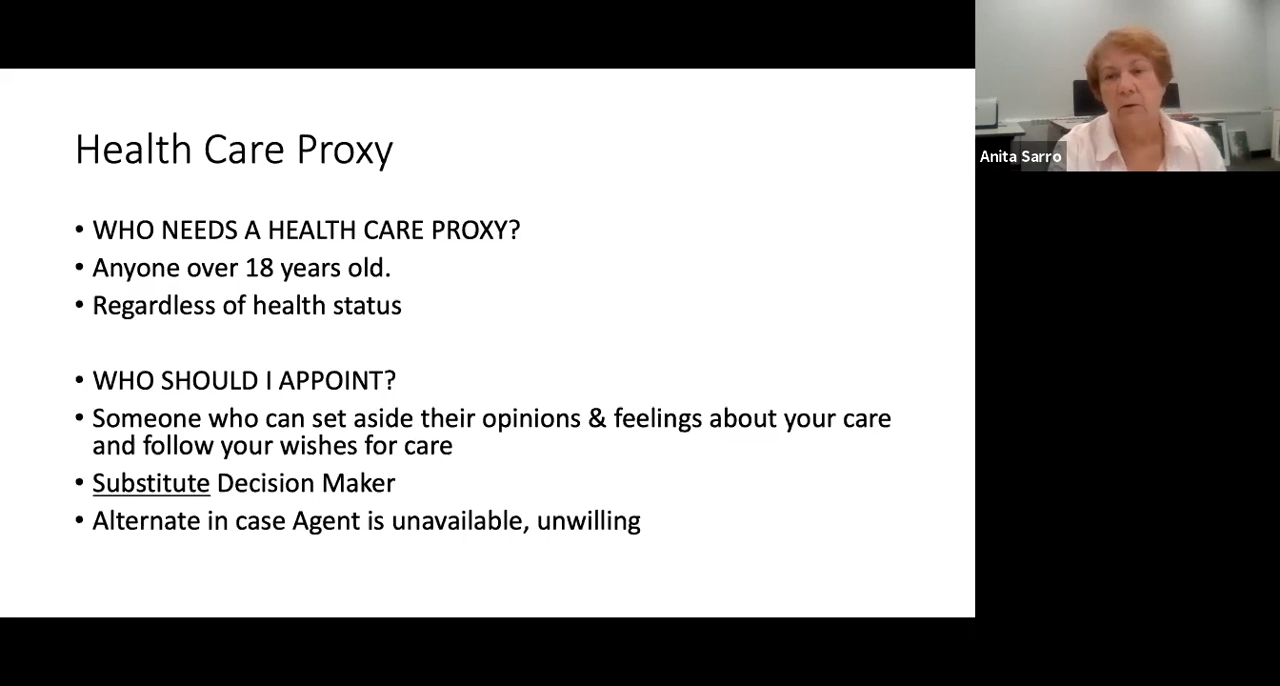 Health Care Proxy
• WHO NEEDS A HEALTH CARE PROXY?
• Anyone over 18 years old.
• Regardless of health status
• WHO SHOULD I APPOINT?
• Someone who can set aside their opinions & feelings about your care
and follow your wishes for care
• Substitute Decision Maker
• Alternate in case Agent is unavailable, unwilling
Anita Sarro